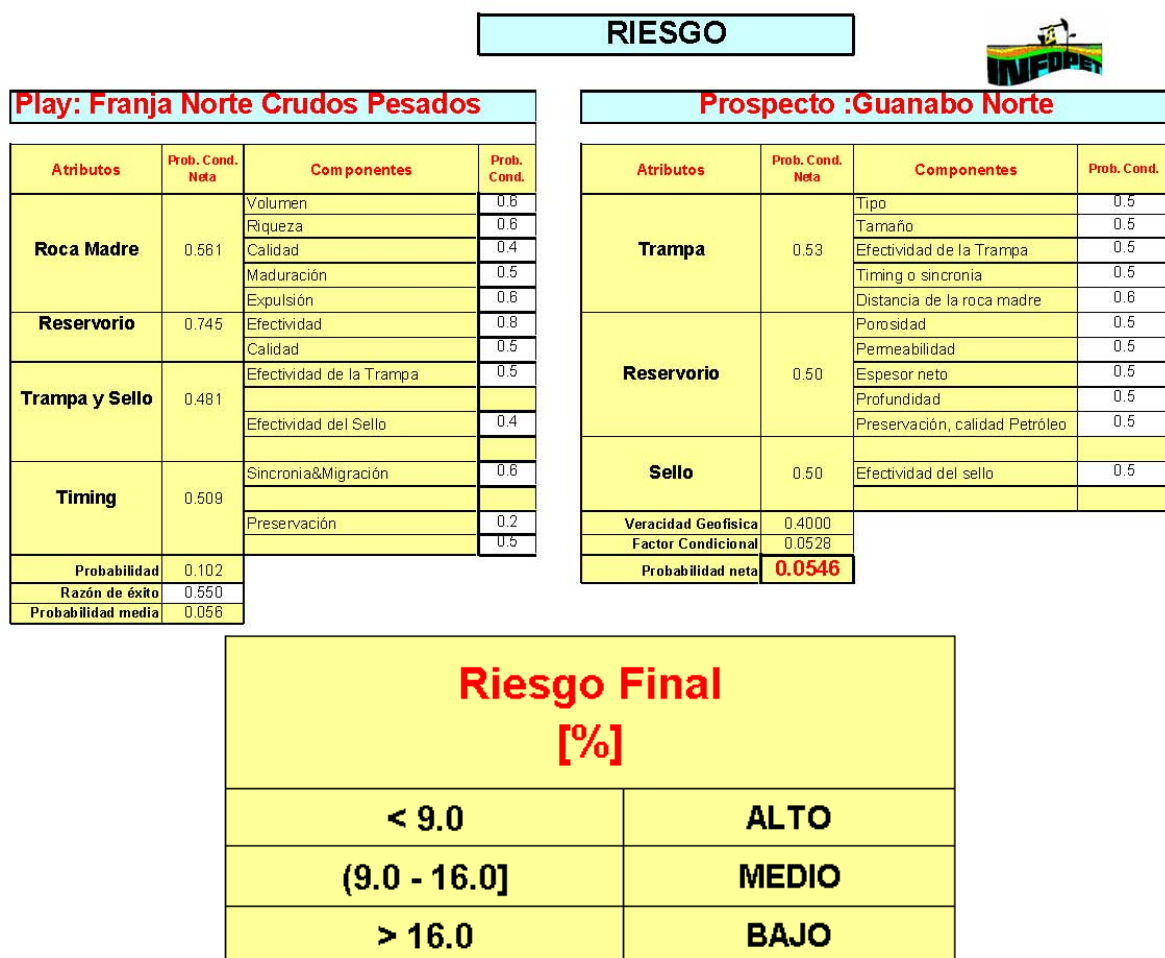 RIESGO
INFOPET
Play: Franja Norte Crudos Pesados
Atributos Prob. Cond. Neta Componentes Prob. Cond.
Roca Madre 0.561 Volumen 0.6
Riqueza 0.6
Calidad 0.4
Maduración 0.5
Expulsión 0.6
Reservorio 0.745 Efectividad 0.8
Calidad 0.5
Trampa y Sello 0.481 Efectividad de la Trampa 0.5
Efectividad del Sello 0.4
Timing 0.509 Sincronia&Migración 0.6
Preservación 0.2
0.5
Probabilidad 0.102
Razón de éxito 0.550
Probabilidad media 0.056
Prospecto :Guanabo Norte
Atributos Prob. Cond. Neta Componentes Prob. Cond.
Trampa 0.53 Tipo 0.5
Tamaño 0.5
Efectividad de la Trampa 0.5
Timing o sincronia 0.5
Distancia de la roca madre 0.6
Reservorio 0.50 Porosidad 0.5
Permeabilidad 0.5
Espesor neto 0.5
Profundidad 0.5
Preservación, calidad Petróleo 0.5
Sello 0.50 Efectividad del sello 0.5
Veracidad Geofisica 0.4000
Factor Condicional 0.0528
Probabilidad neta 0.0546
Riesgo Final
[%]
< 9.0 ALTO
(9.0 - 16.0] MEDIO
> 16.0 BAJO